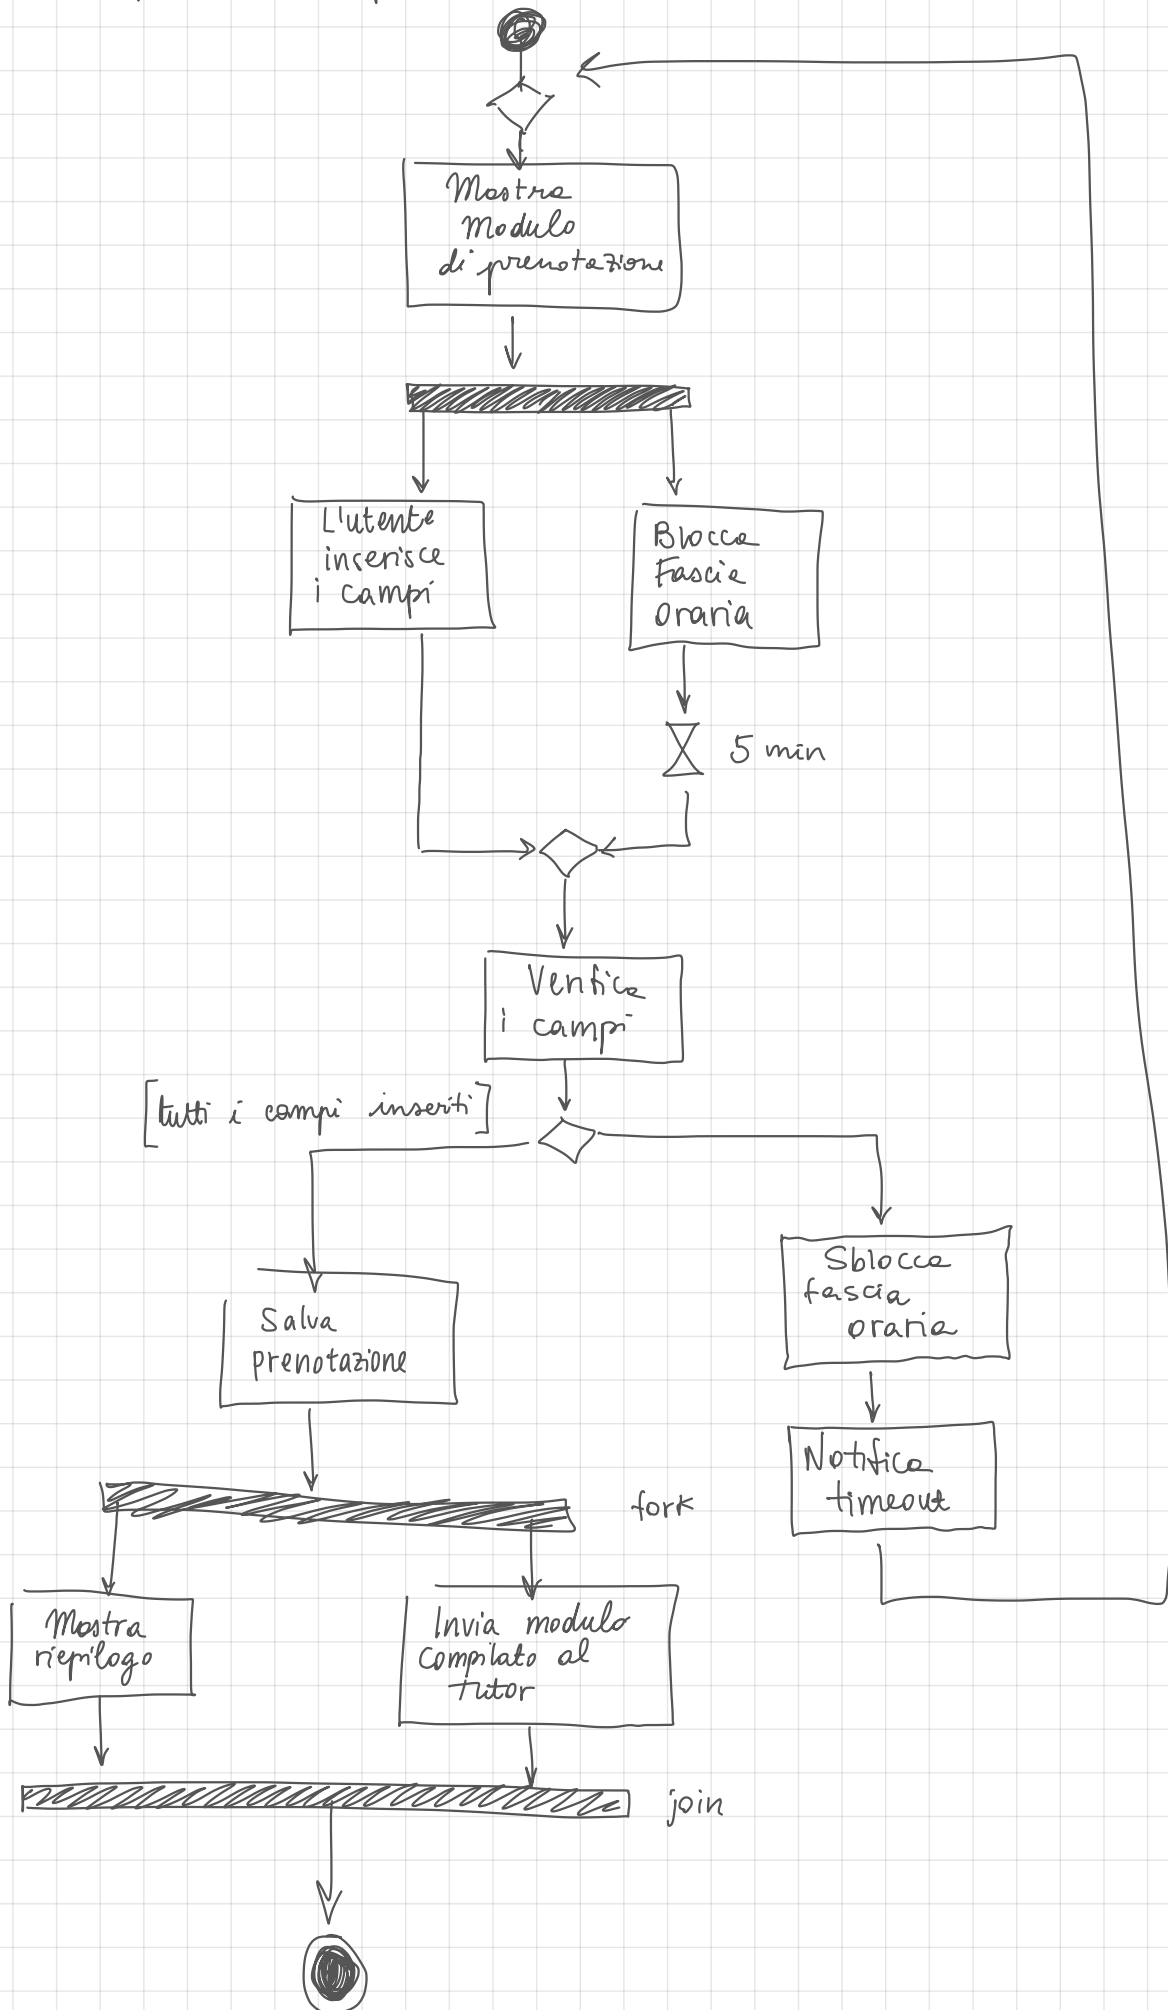 Mostra
Modulo
di prenotazione
L'utente
inserisce
i campi
Blocca
Fascia
oraria
5 min
Verifica
i campi
[tutti i campi inseriti]
Sblocca
fascia
oraria
Salva
prenotazione
Notifica
timeout
fork
Mostra
riepilogo
Invia modulo
compilato al
tutor
join